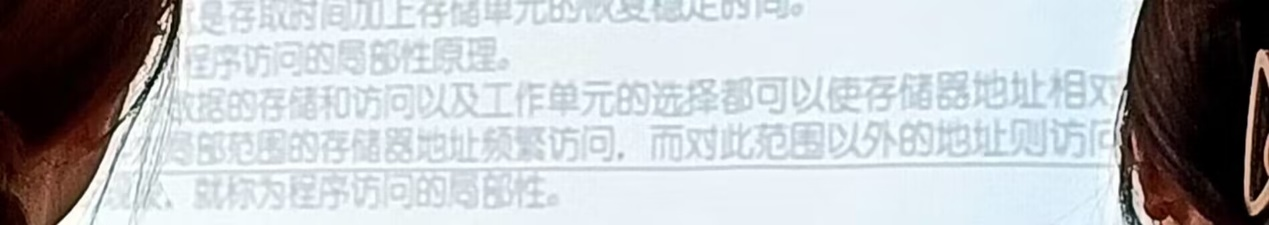 是存取时间加上存储单元的恢复稳定的时间。
程序访问的局部性原理。
数据的存储和访问以及工作单元的选择都可以使存储器地址相对
局部范围的存储器地址频繁访问，而对此范围以外的地址则访问
现象，就称为程序访问的局部性。